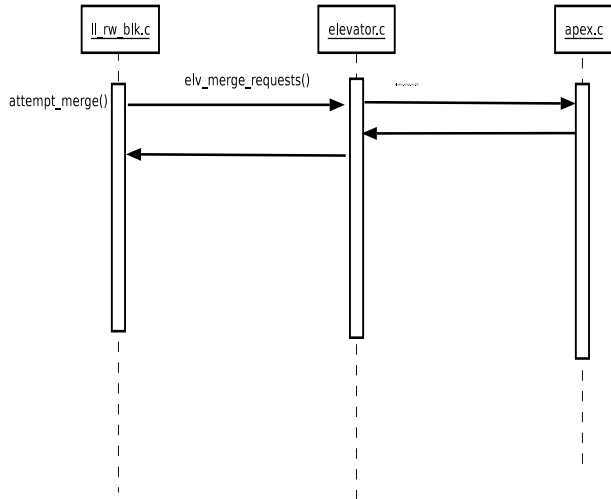 ll_rw_blk.c
elevator.c
apex.c
elv_merge_requests()
attempt_merge()